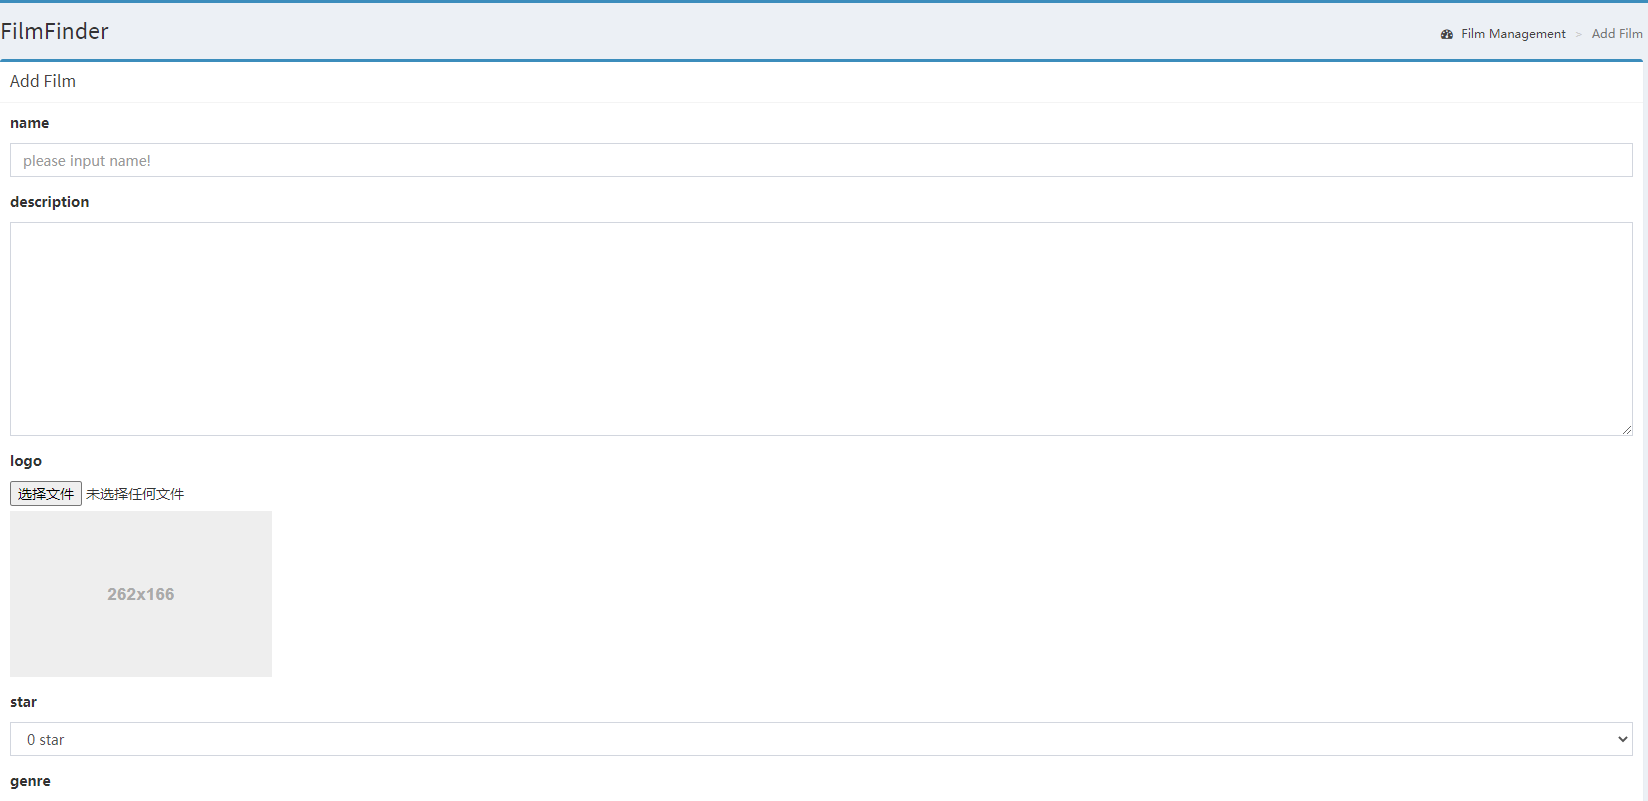 FilmFinder
Film Management > Add Film
Add Film
name
please input name!
description
logo
选择文件 未选择任何文件
262x166
star
0 star
genre